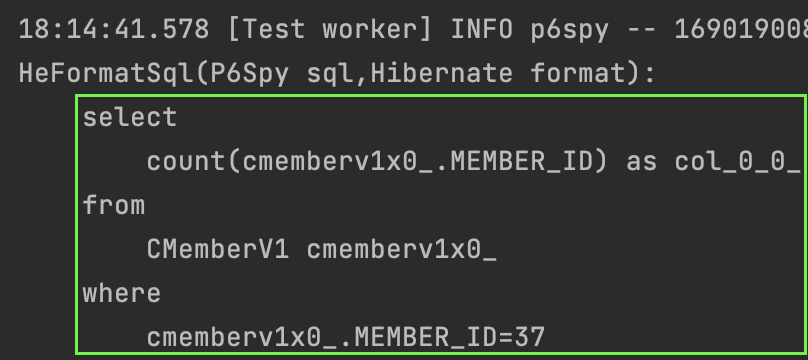 18:14:41.578 [Test worker] INFO p6spy -- 169019008
HeFormatSql(P6Spy sql,Hibernate format):
select
count(cmemberv1x0_.MEMBER_ID) as col_0_0_
from
CMemberV1 cmemberv1x0_
where
cmemberv1x0_.MEMBER_ID=37